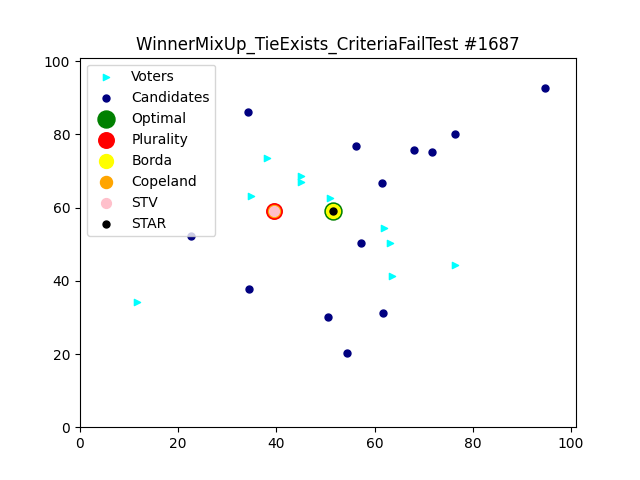 WinnerMixUp_TieExists_CriteriaFailTest #1687
100
80
60
40
20
0
Voters
Candidates
Optimal
Plurality
Borda
Copeland
STV
STAR
0 20 40 60 80 100